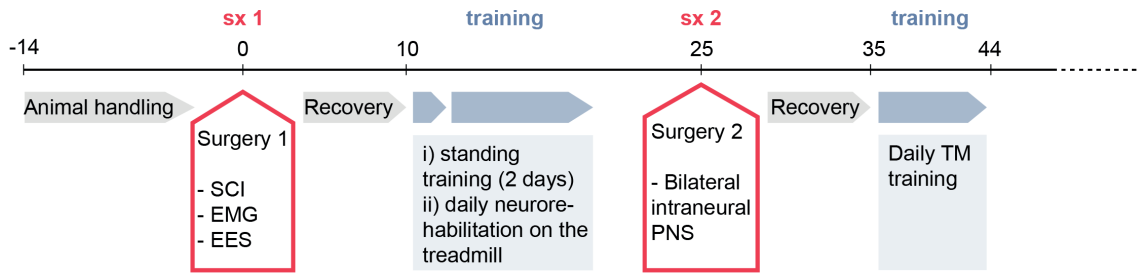 sx 1
training
sx 2
training
-14
0
10
25
35
44
Animal handling
Recovery
Recovery
Surgery 1
- SCI
- EMG
- EES
i) standing
training (2 days)
ii) daily neurore-
habilitation on the
treadmill
Surgery 2
- Bilateral
intraneural
PNS
Daily TM
training